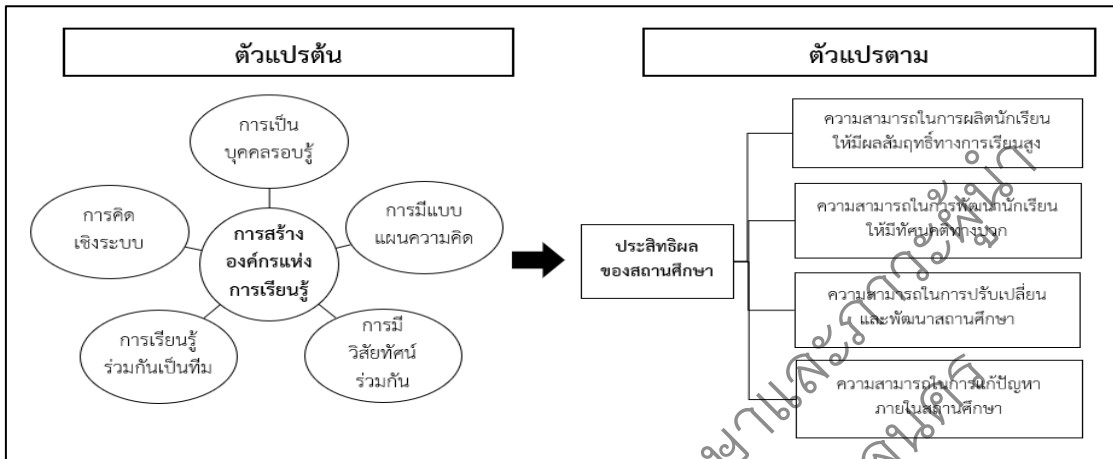 ตัวแปรต้น
การเป็น
บุคคลรอบรู้
การมีแบบ
แผนความคิด
การมี
วิสัยทัศน์
ร่วมกัน
การเรียนรู้
ร่วมกันเป็นทีม
การคิด
เชิงระบบ
การสร้าง
องค์กรแห่ง
การเรียนรู้
ตัวแปรตาม
ประสิทธิผล
ของสถานศึกษา
ความสามารถในการผลิตนักเรียน
ให้มีผลสัมฤทธิ์ทางการเรียนสูง
ความสามารถในการพัฒนานักเรียน
ให้มีทัศนคติทางบวก
ความสามารถในการปรับเปลี่ยน
และพัฒนาสถานศึกษา
ความสามารถในการแก้ปัญหา
ภายในสถานศึกษา
และภาวะผู้นำ